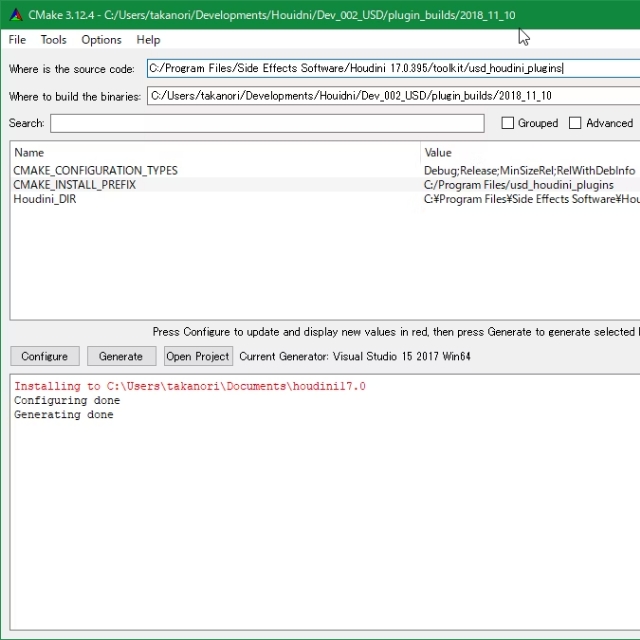 CMake 3.12.4 - C:/Users/takanori/Developments/Houidni/Dev_002_USD/plugin_builds/2018_11_10
File Tools Options Help
Where is the source code: C:/Program Files/Side Effects Software/Houdini 17.0.395/toolkit/usd_houdini_plugins
Where to build the binaries: C:/Users/takanori/Developments/Houidni/Dev_002_USD/plugin_builds/2018_11_10
Search: Grouped Advanced
Name Value
CMAKE_CONFIGURATION_TYPES Debug;Release;MinSizeRel;RelWithDebInfo
CMAKE_INSTALL_PREFIX C:/Program Files/usd_houdini_plugins
Houdini_DIR C:¥Program Files¥Side Effects Software¥Hou
Press Configure to update and display new values in red, then press Generate to generate selected
Configure Generate Open Project Current Generator: Visual Studio 15 2017 Win64
Installing to C:\Users\takanori\Documents\houdini17.0
Configuring done
Generating done